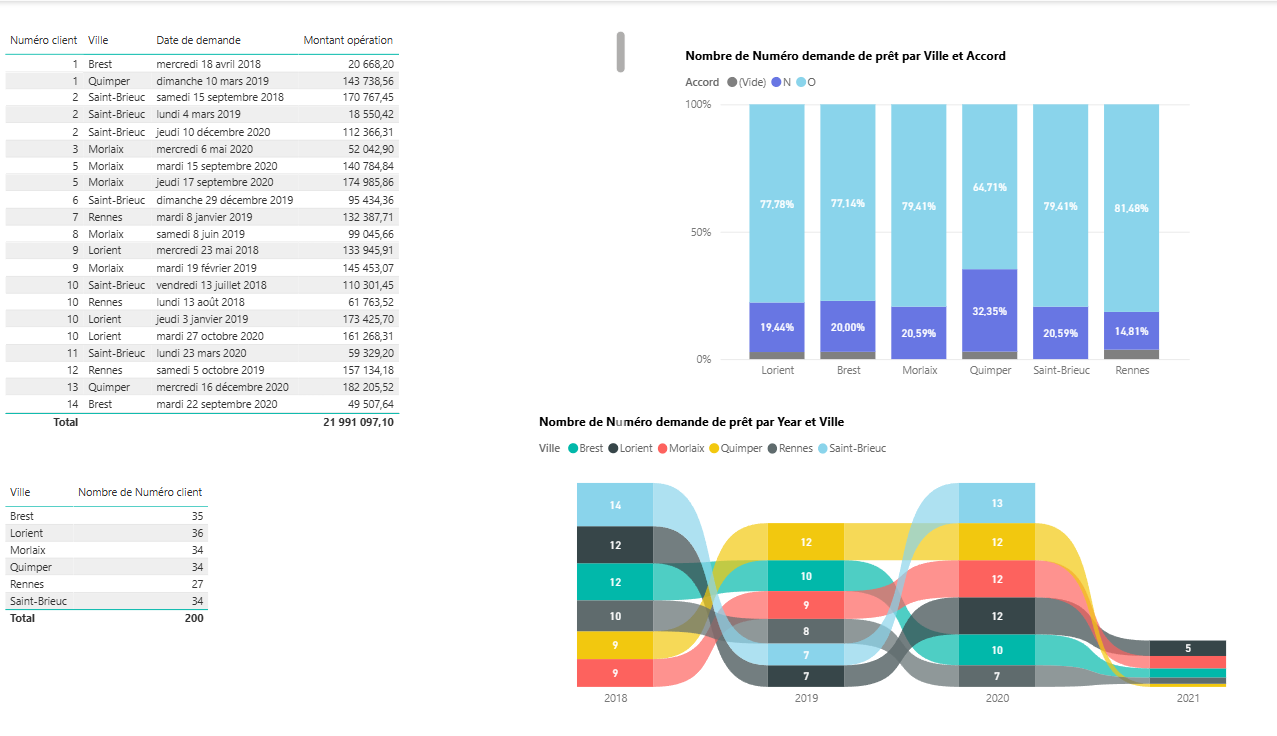 Numéro client Ville Date de demande Montant opération
1 Brest mercredi 18 avril 2018 20 668,20
1 Quimper dimanche 10 mars 2019 143 738,56
2 Saint-Brieuc samedi 15 septembre 2018 170 767,45
2 Saint-Brieuc lundi 4 mars 2019 18 550,42
2 Saint-Brieuc jeudi 10 décembre 2020 112 366,31
3 Morlaix mercredi 6 mai 2020 52 042,90
5 Morlaix mardi 15 septembre 2020 140 784,84
5 Morlaix jeudi 17 septembre 2020 174 985,86
6 Saint-Brieuc dimanche 29 décembre 2019 95 434,36
7 Rennes mardi 8 janvier 2019 132 387,71
8 Morlaix samedi 8 juin 2019 99 045,66
9 Lorient mercredi 23 mai 2018 133 945,91
9 Morlaix mardi 19 février 2019 145 453,07
10 Saint-Brieuc vendredi 13 juillet 2018 110 301,45
10 Rennes lundi 13 août 2018 61 763,52
10 Lorient jeudi 3 janvier 2019 173 425,70
10 Lorient mardi 27 octobre 2020 161 268,31
11 Saint-Brieuc lundi 23 mars 2020 59 329,20
12 Rennes samedi 5 octobre 2019 157 134,18
13 Quimper mercredi 16 décembre 2020 182 205,52
14 Brest mardi 22 septembre 2020 49 507,64
Total 21 991 097,10
Ville Nombre de Numéro client
Brest 35
Lorient 36
Morlaix 34
Quimper 34
Rennes 27
Saint-Brieuc 34
Total 200
Nombre de Numéro demande de prêt par Ville et Accord
Accord (Vide) N O
100%
50%
0%
77,78% 77,14% 79,41% 64,71% 79,41% 81,48%
19,44% 20,00% 20,59% 32,35% 20,59% 14,81%
Lorient Brest Morlaix Quimper Saint-Brieuc Rennes
Nombre de Numéro demande de prêt par Year et Ville
Ville Brest Lorient Morlaix Quimper Rennes Saint-Brieuc
14 13
12 12 12
12 10 12
10 9 12
9 8 10
9 7 7
7
5
2018 2019 2020 2021